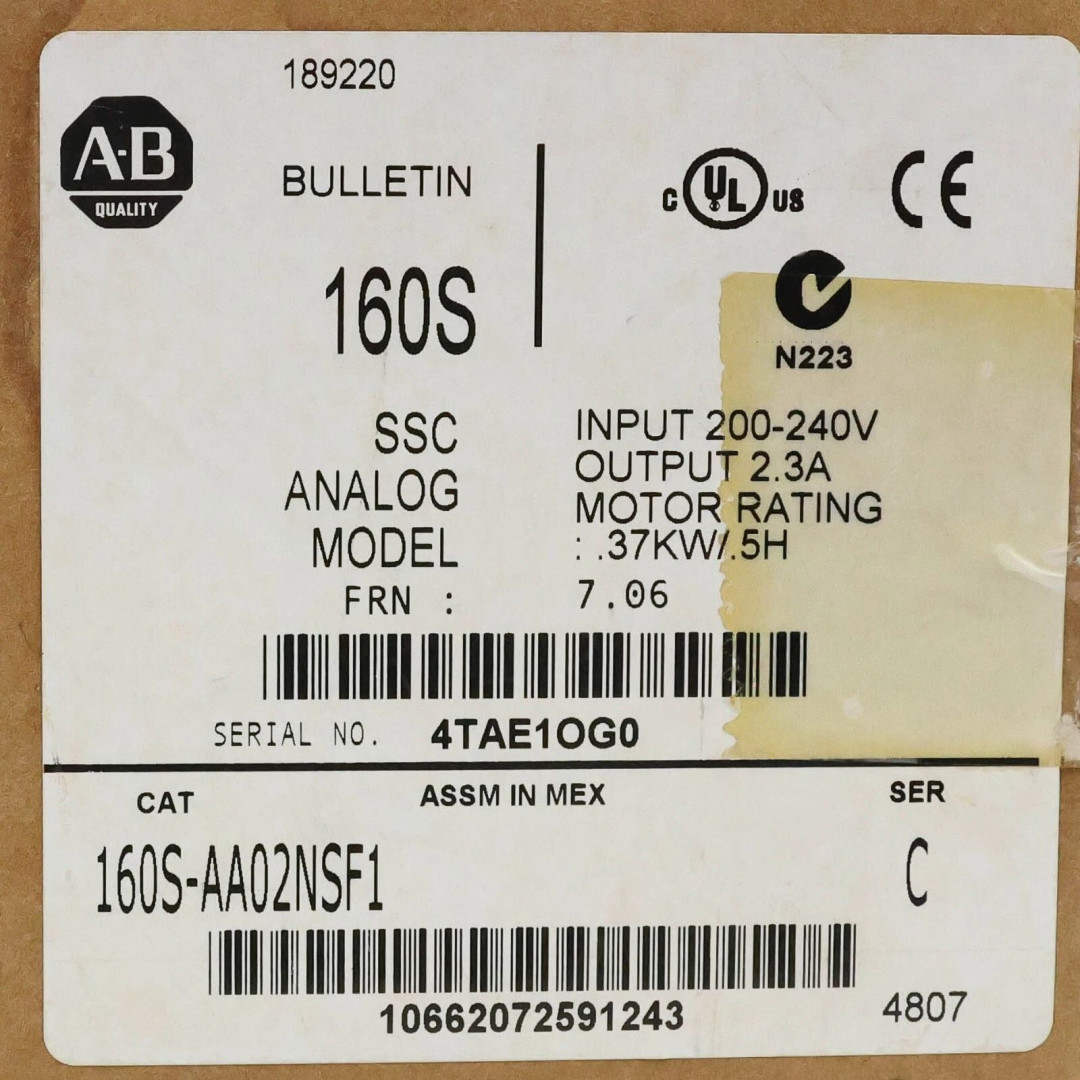 189220
A-B
QUALITY
BULLETIN
160S
C UL US
CE
N223
SSC
ANALOG
MODEL
INPUT 200-240V
OUTPUT 2.3A
MOTOR RATING
: .37KW/.5H
FRN : 7.06
SERIAL NO. 4TAE1OG0
CAT
ASSM IN MEX
SER
160S-AA02NSF1
C
10662072591243
4807